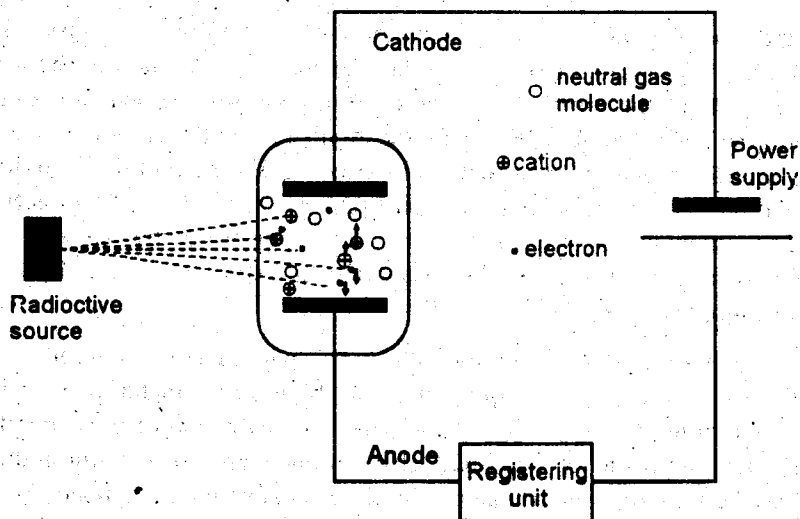 Cathode
neutral gas
molecule
cation
Power
supply
electron
Radioctive
source
Anode
Registering
unit